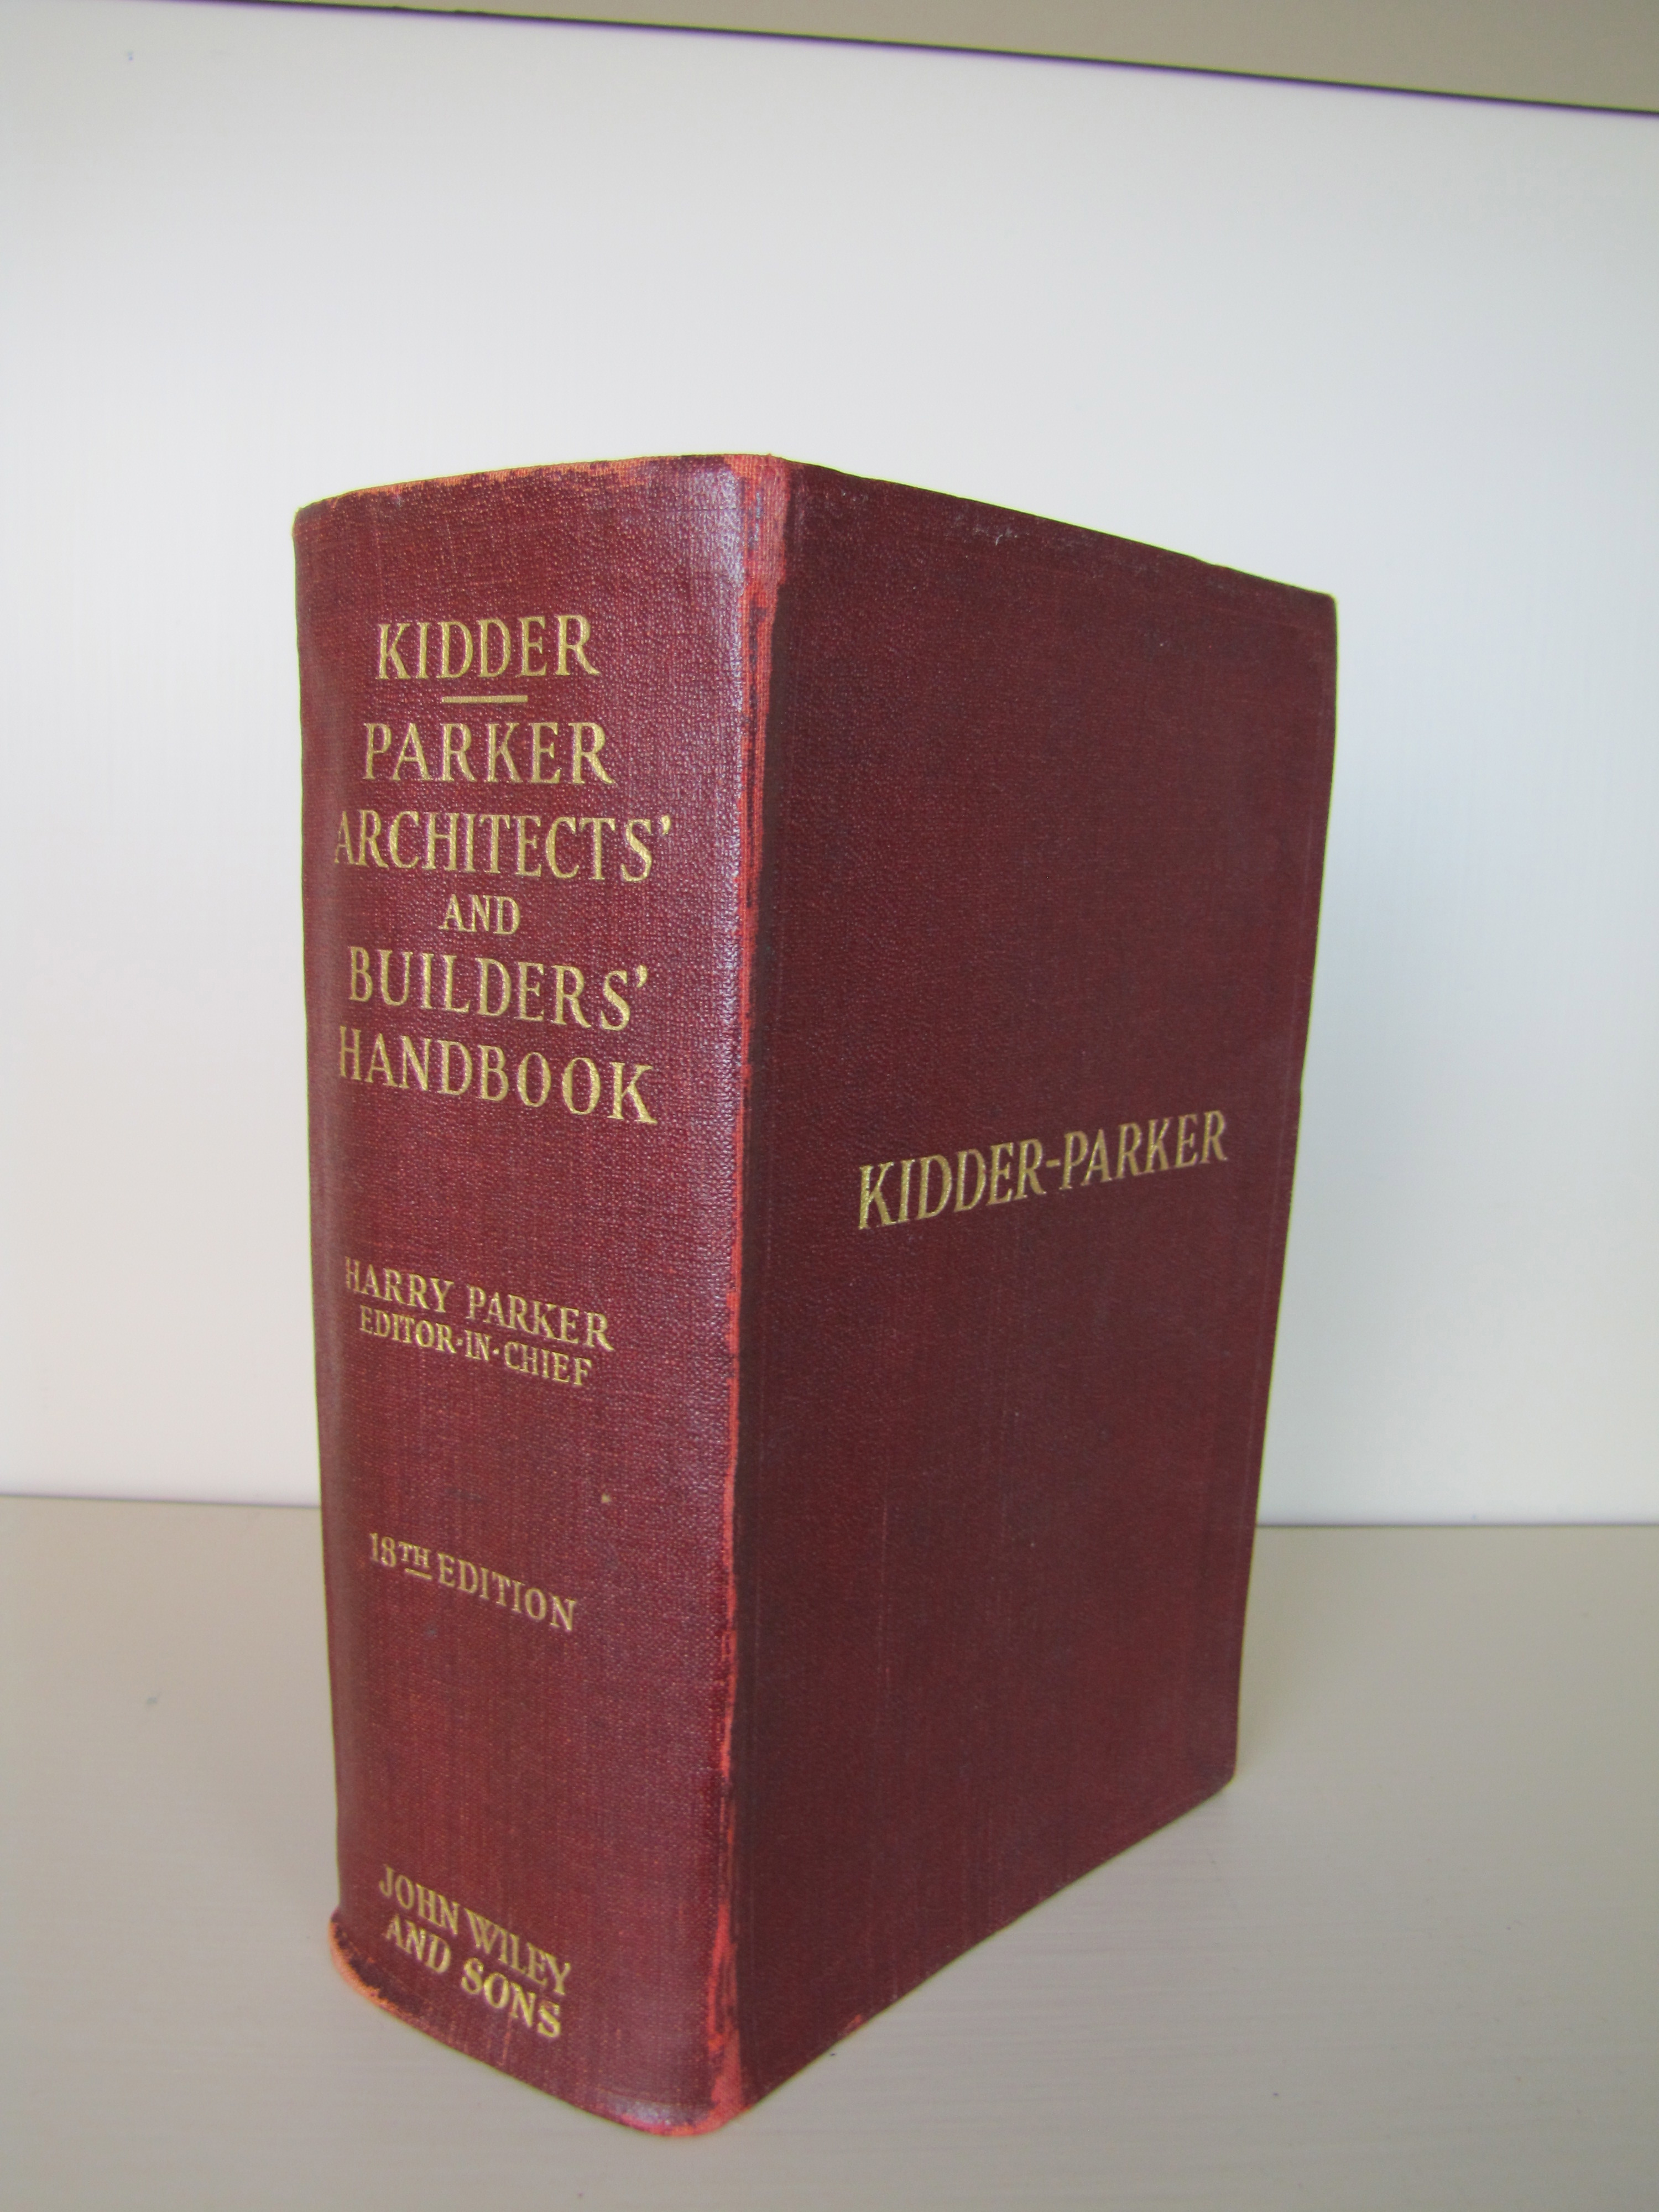 KIDDER
PARKER
ARCHITECTS'
AND
BUILDERS'
HANDBOOK
HARRY PARKER
EDITOR·IN·CHIEF
18TH EDITION
JOHN WILEY
AND SONS
KIDDER-PARKER